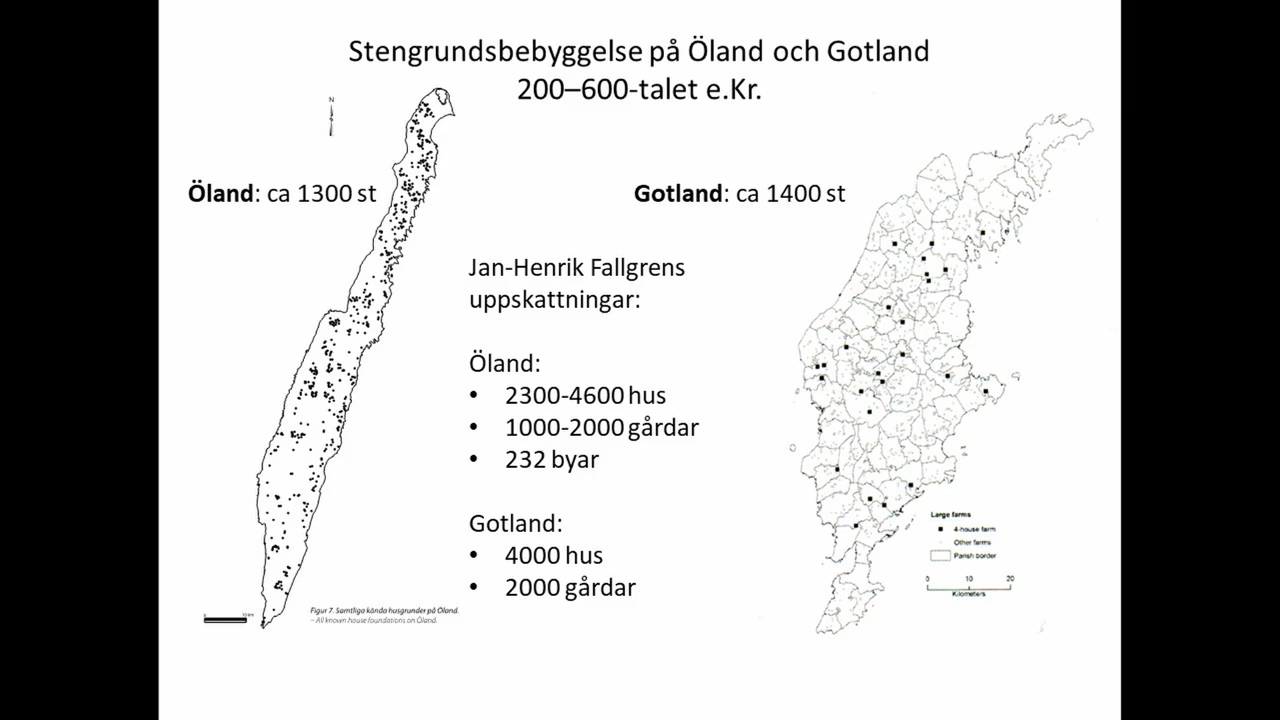 Stengrundsbebyggelse på Öland och Gotland
200–600-talet e.Kr.
N
Öland: ca 1300 st
Gotland: ca 1400 st
Jan-Henrik Fallgrens
uppskattningar:
Öland:
• 2300-4600 hus
• 1000-2000 gårdar
• 232 byar
Gotland:
• 4000 hus
• 2000 gårdar
Large farms
4-house farm
Other farms
Parish border
0 10 20
Kilometers
Figur 7. Samtliga kända husgrunder på Öland.
– All known house foundations on Öland.